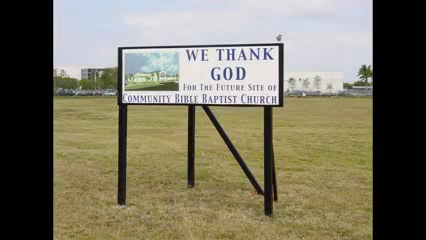 WE THANK
GOD
FOR THE FUTURE SITE OF
COMMUNITY BIBLE BAPTIST CHURCH